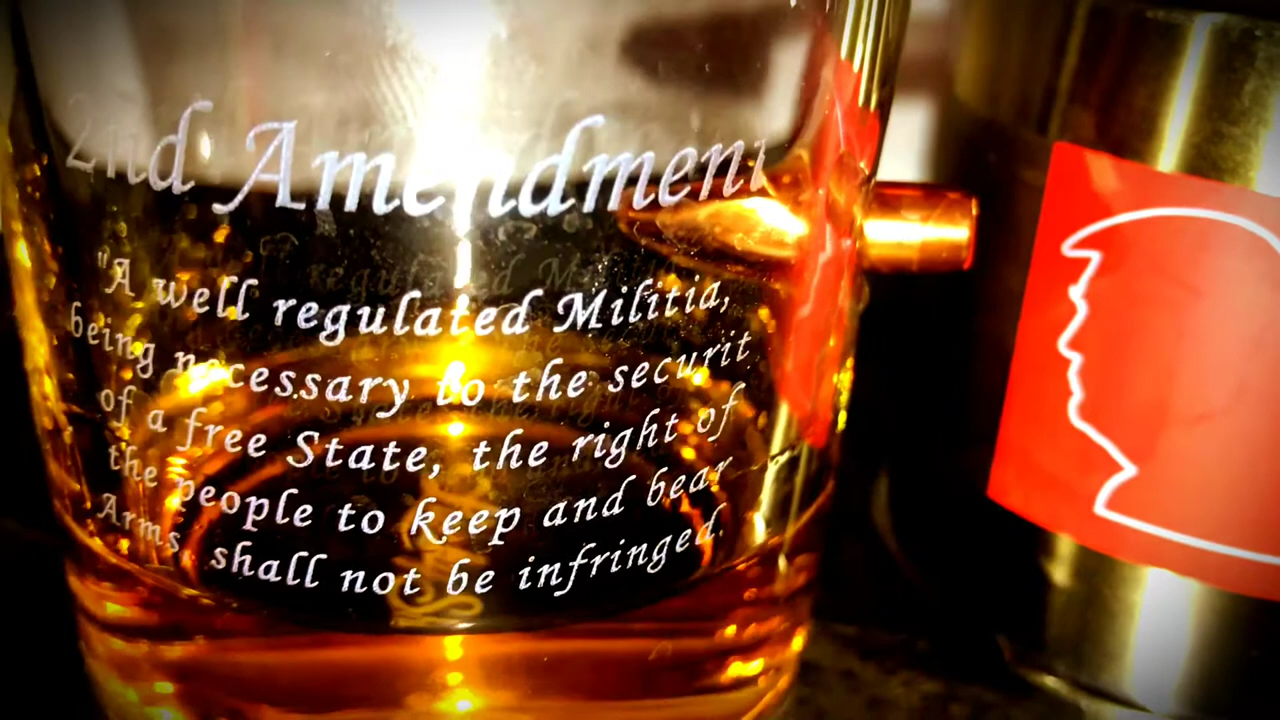 2nd Amendment
"A well regulated Militia,
being necessary to the securit
of a free State, the right of
the people to keep and bear
Arms, shall not be infringed.